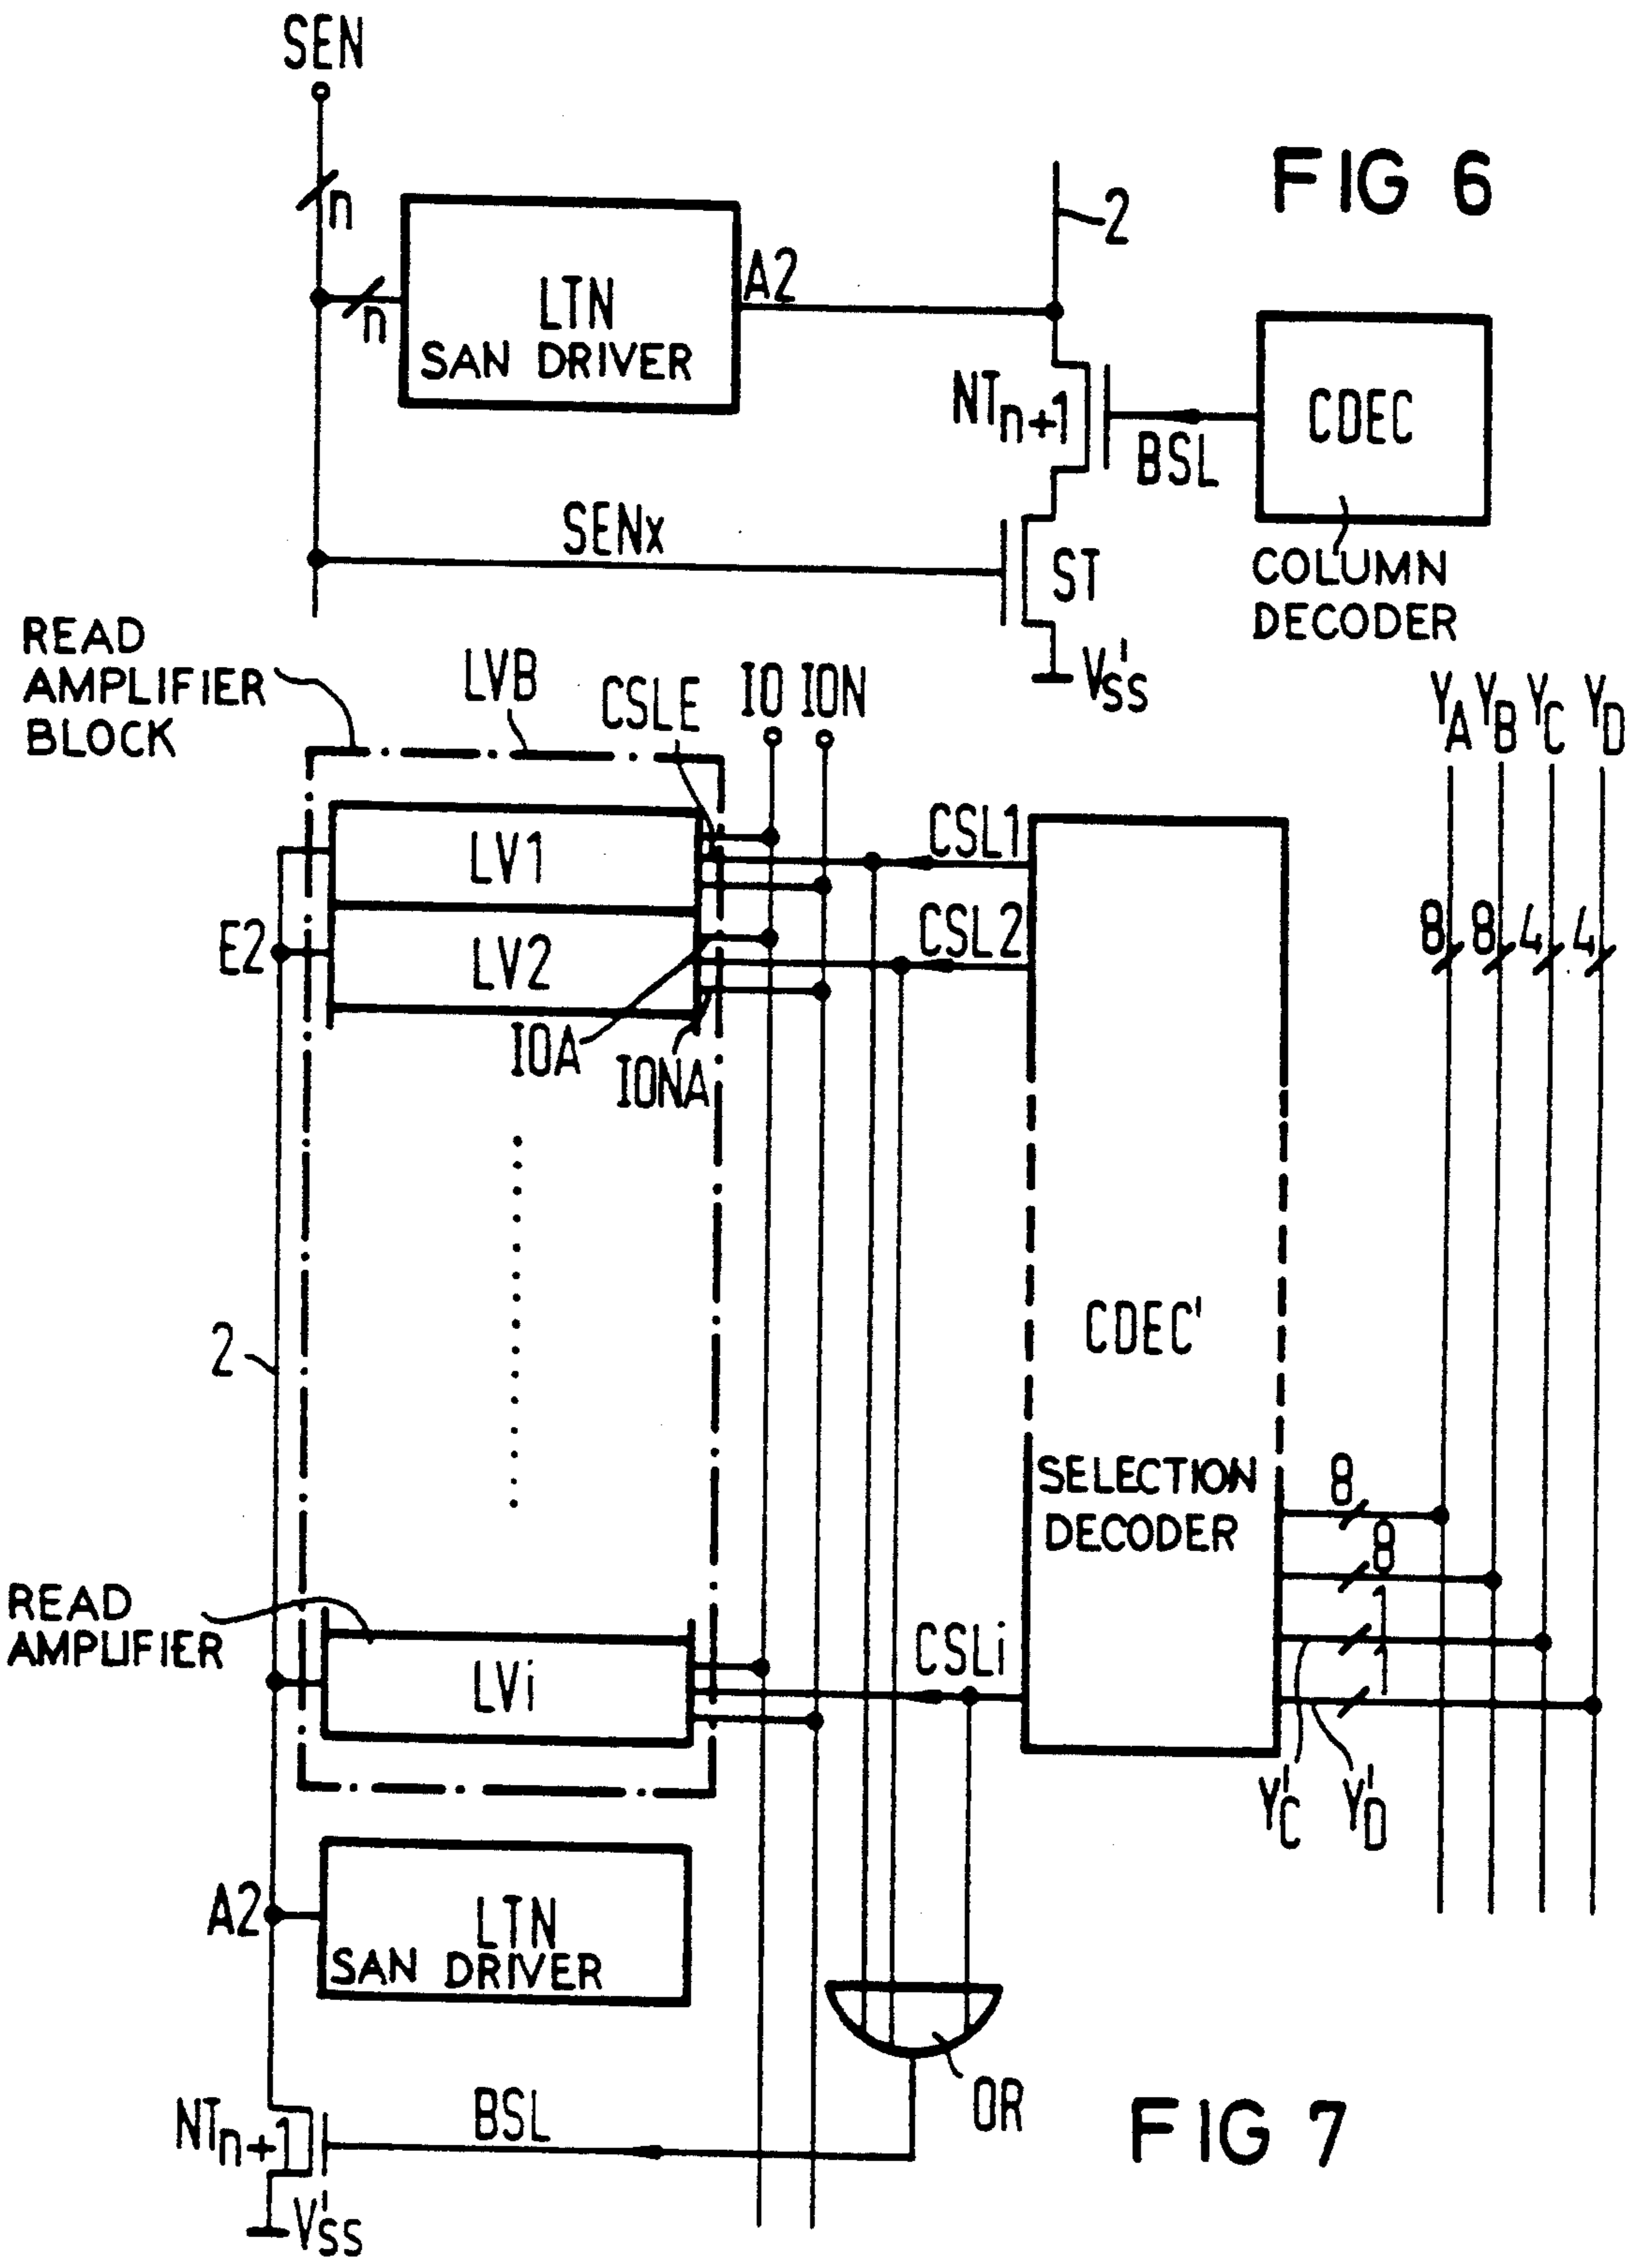 SEN
FIG 6
n
2
n
LTN
SAN DRIVER
A2
NTn+1
BSL
CDEC
SENx
ST
COLUMN
DECODER
V'SS
READ
AMPLIFIER
BLOCK
LVB
CSLE
IO
ION
YA
YB
YC
YD
LV1
CSL1
E2
LV2
CSL2
8
8
4
4
IOA
IONA
2
CDEC'
SELECTION
DECODER
8
8
1
1
READ
AMPLIFIER
LVi
CSLi
Y'C
Y'D
A2
LTN
SAN DRIVER
OR
NTn+1
BSL
V'SS
FIG 7